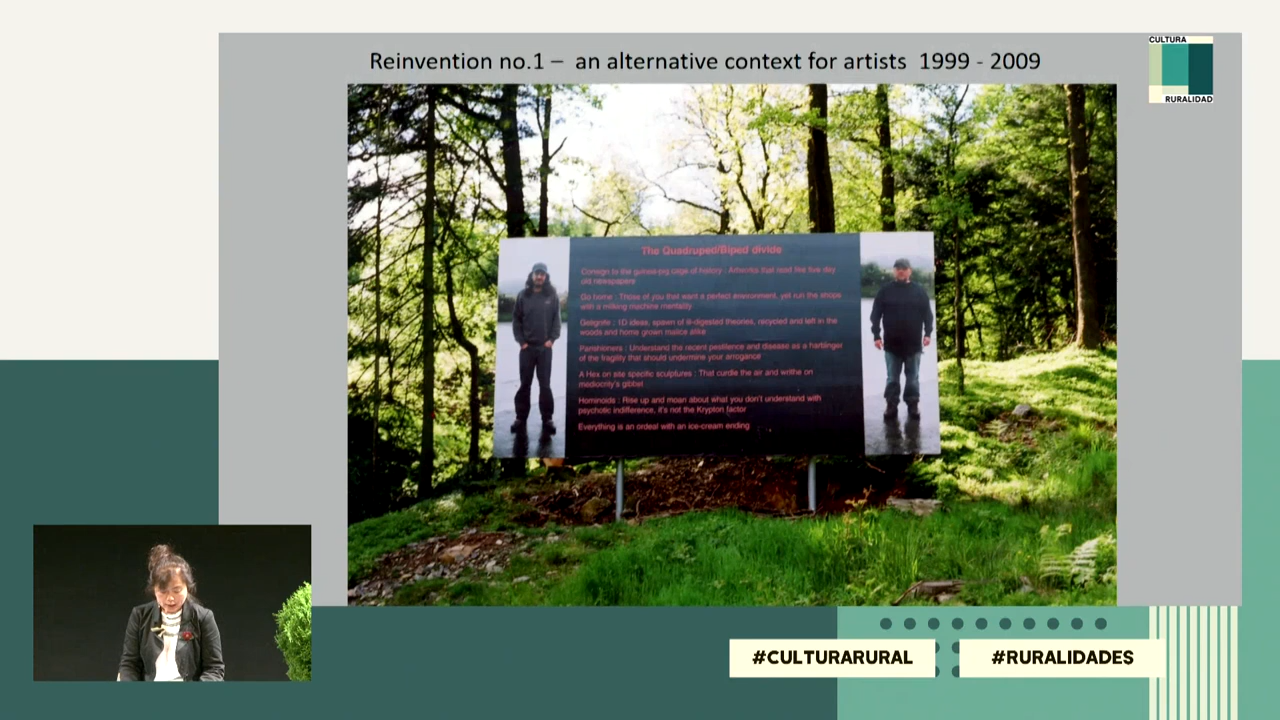 Reinvention no.1 – an alternative context for artists 1999 - 2009
CULTURA
RURALIDAD
The Quadruped/Biped divide
Consign to the guinea-pig cage of history : Artworks that read like five day
old newspapers
Go home : Those of you that want a perfect environment, yet run the shops
with a milking machine mentality
Gelignite : 1D ideas, spawn of ill-digested theories, recycled and left in the
woods and home grown malice alike
Parishioners : Understand the recent pestilence and disease as a harbinger
of the fragility that should undermine your arrogance
A Hex on site specific sculptures : That curdle the air and writhe on
mediocrity's gibbet
Hominoids : Rise up and moan about what you don't understand with
psychotic indifference, it's not the Krypton factor
Everything is an ordeal with an ice-cream ending
#CULTURARURAL
#RURALIDADES